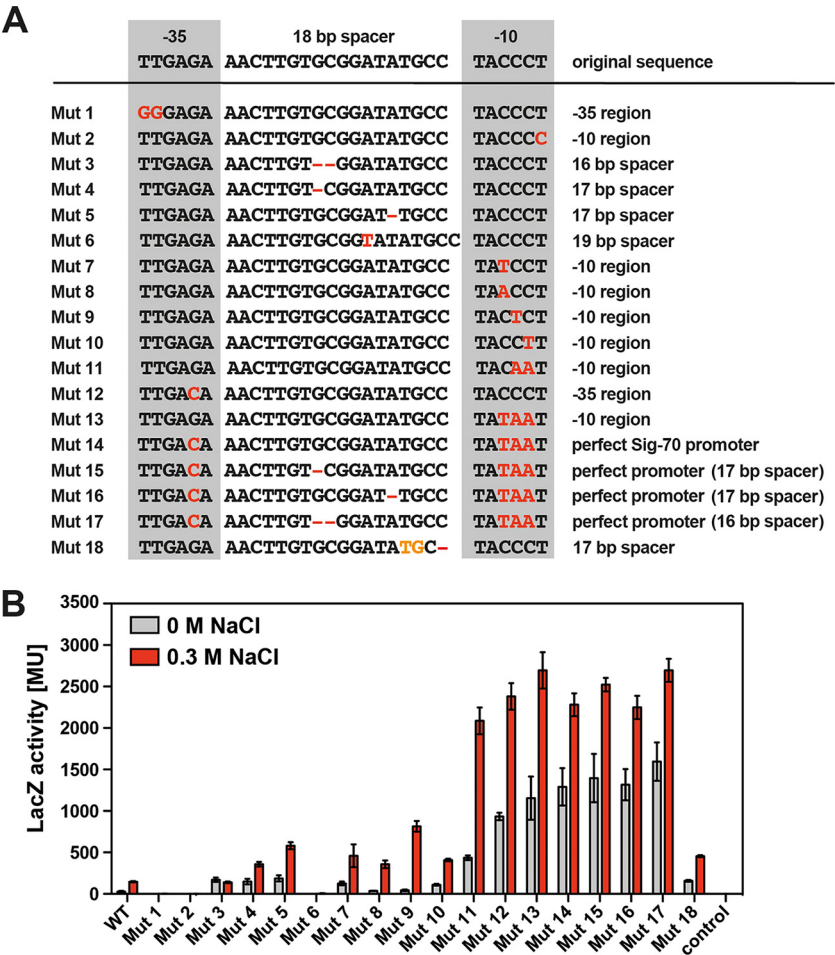 A
-35 18 bp spacer -10
TTGAGA AACTTGTGCGGATATGCC TACCCT original sequence
Mut 1 GGGAGA AACTTGTGCGGATATGCC TACCCT -35 region
Mut 2 TTGAGA AACTTGTGCGGATATGCC TACCCC -10 region
Mut 3 TTGAGA AACTTGT--GGATATGCC TACCCT 16 bp spacer
Mut 4 TTGAGA AACTTGT-CGGATATGCC TACCCT 17 bp spacer
Mut 5 TTGAGA AACTTGTGCGGAT-TGCC TACCCT 17 bp spacer
Mut 6 TTGAGA AACTTGTGCGGTATATGCC TACCCT 19 bp spacer
Mut 7 TTGAGA AACTTGTGCGGATATGCC TATCCT -10 region
Mut 8 TTGAGA AACTTGTGCGGATATGCC TAACCT -10 region
Mut 9 TTGAGA AACTTGTGCGGATATGCC TACTCT -10 region
Mut 10 TTGAGA AACTTGTGCGGATATGCC TACCTT -10 region
Mut 11 TTGAGA AACTTGTGCGGATATGCC TACAAT -10 region
Mut 12 TTGACA AACTTGTGCGGATATGCC TACCCT -35 region
Mut 13 TTGAGA AACTTGTGCGGATATGCC TATAAT -10 region
Mut 14 TTGACA AACTTGTGCGGATATGCC TATAAT perfect Sig-70 promoter
Mut 15 TTGACA AACTTGT-CGGATATGCC TATAAT perfect promoter (17 bp spacer)
Mut 16 TTGACA AACTTGTGCGGAT-TGCC TATAAT perfect promoter (17 bp spacer)
Mut 17 TTGACA AACTTGT--GGATATGCC TATAAT perfect promoter (16 bp spacer)
Mut 18 TTGAGA AACTTGTGCGGATATGC- TACCCT 17 bp spacer
B
LacZ activity [MU]
3500
3000
2500
2000
1500
1000
500
0
0 M NaCl
0.3 M NaCl
WT Mut 1 Mut 2 Mut 3 Mut 4 Mut 5 Mut 6 Mut 7 Mut 8 Mut 9 Mut 10 Mut 11 Mut 12 Mut 13 Mut 14 Mut 15 Mut 16 Mut 17 Mut 18 control